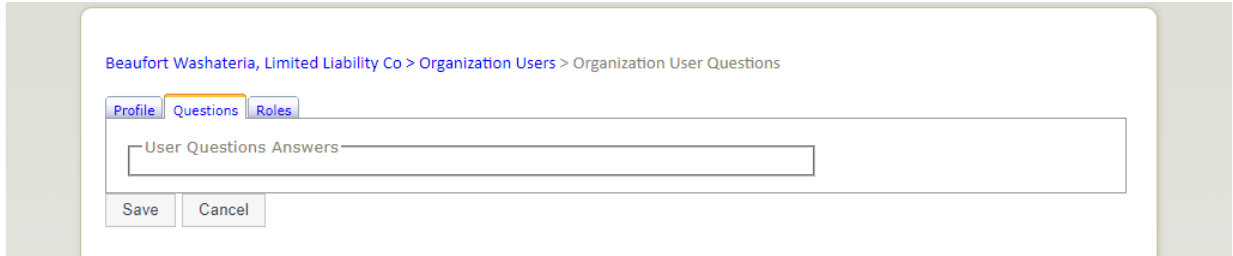 Beaufort Washateria, Limited Liability Co > Organization Users > Organization User Questions
Profile Questions Roles
User Questions Answers
Save Cancel